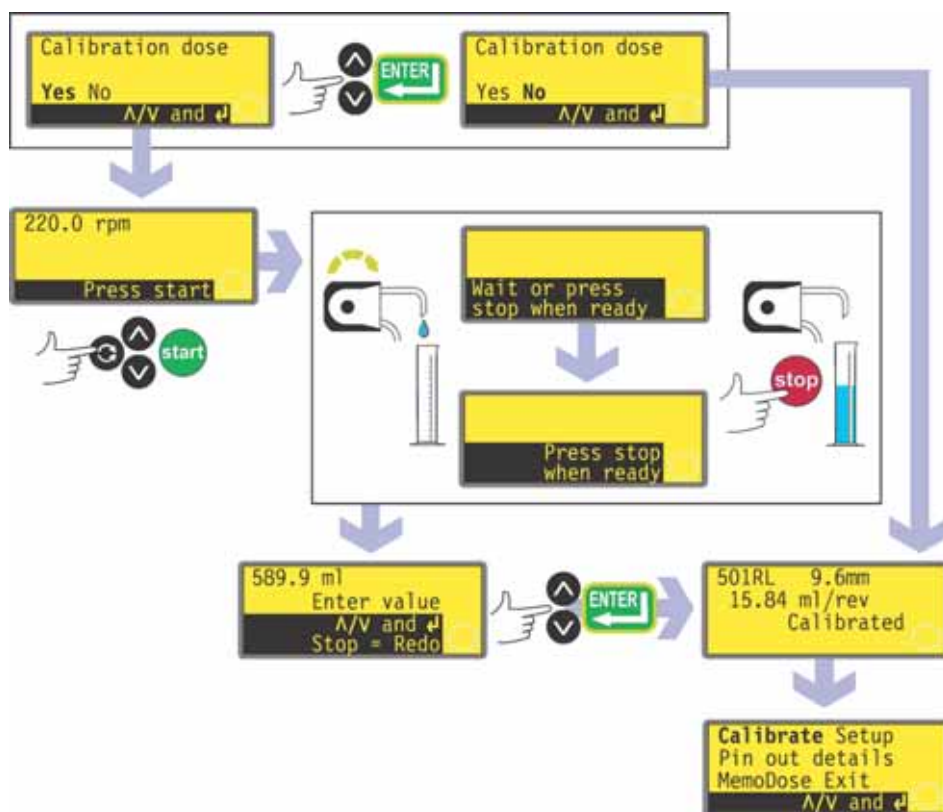 Calibration dose
Yes No
∧/∨ and ↵
ENTER
Calibration dose
Yes No
∧/∨ and ↵
220.0 rpm
Press start
start
Wait or press
stop when ready
stop
Press stop
when ready
589.9 ml
Enter value
∧/∨ and ↵
Stop = Redo
ENTER
501RL 9.6mm
15.84 ml/rev
Calibrated
Calibrate Setup
Pin out details
MemoDose Exit
∧/∨ and ↵